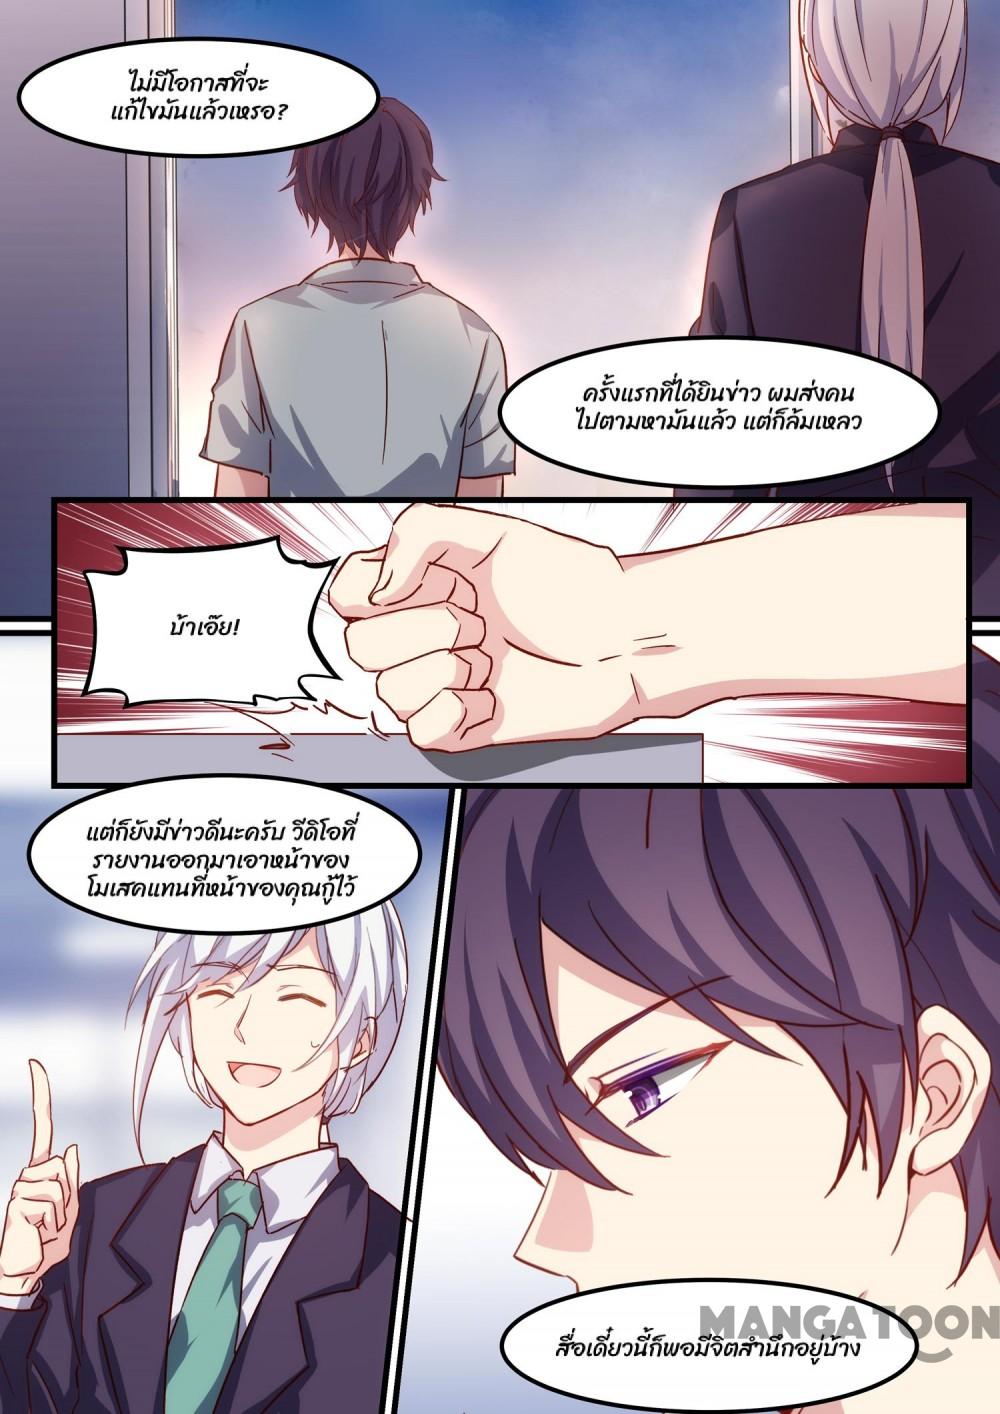 ไม่มีโอกาสที่จะ
แก้ไขมันแล้วเหรอ?
ครั้งแรกที่ได้ยินข่าว ผมส่งคน
ไปตามหามันแล้ว แต่ก็ล้มเหลว
บ้าเอ๊ย!
แต่ก็ยังมีข่าวดีนะครับ วีดิโอที่
รายงานออกมาเอาหน้าของ
โมเสคแทนที่หน้าของคุณกู้ไว้
MANGATOON
สื่อเดี๋ยวนี้ก็พอมีจิตสำนึกอยู่บ้าง